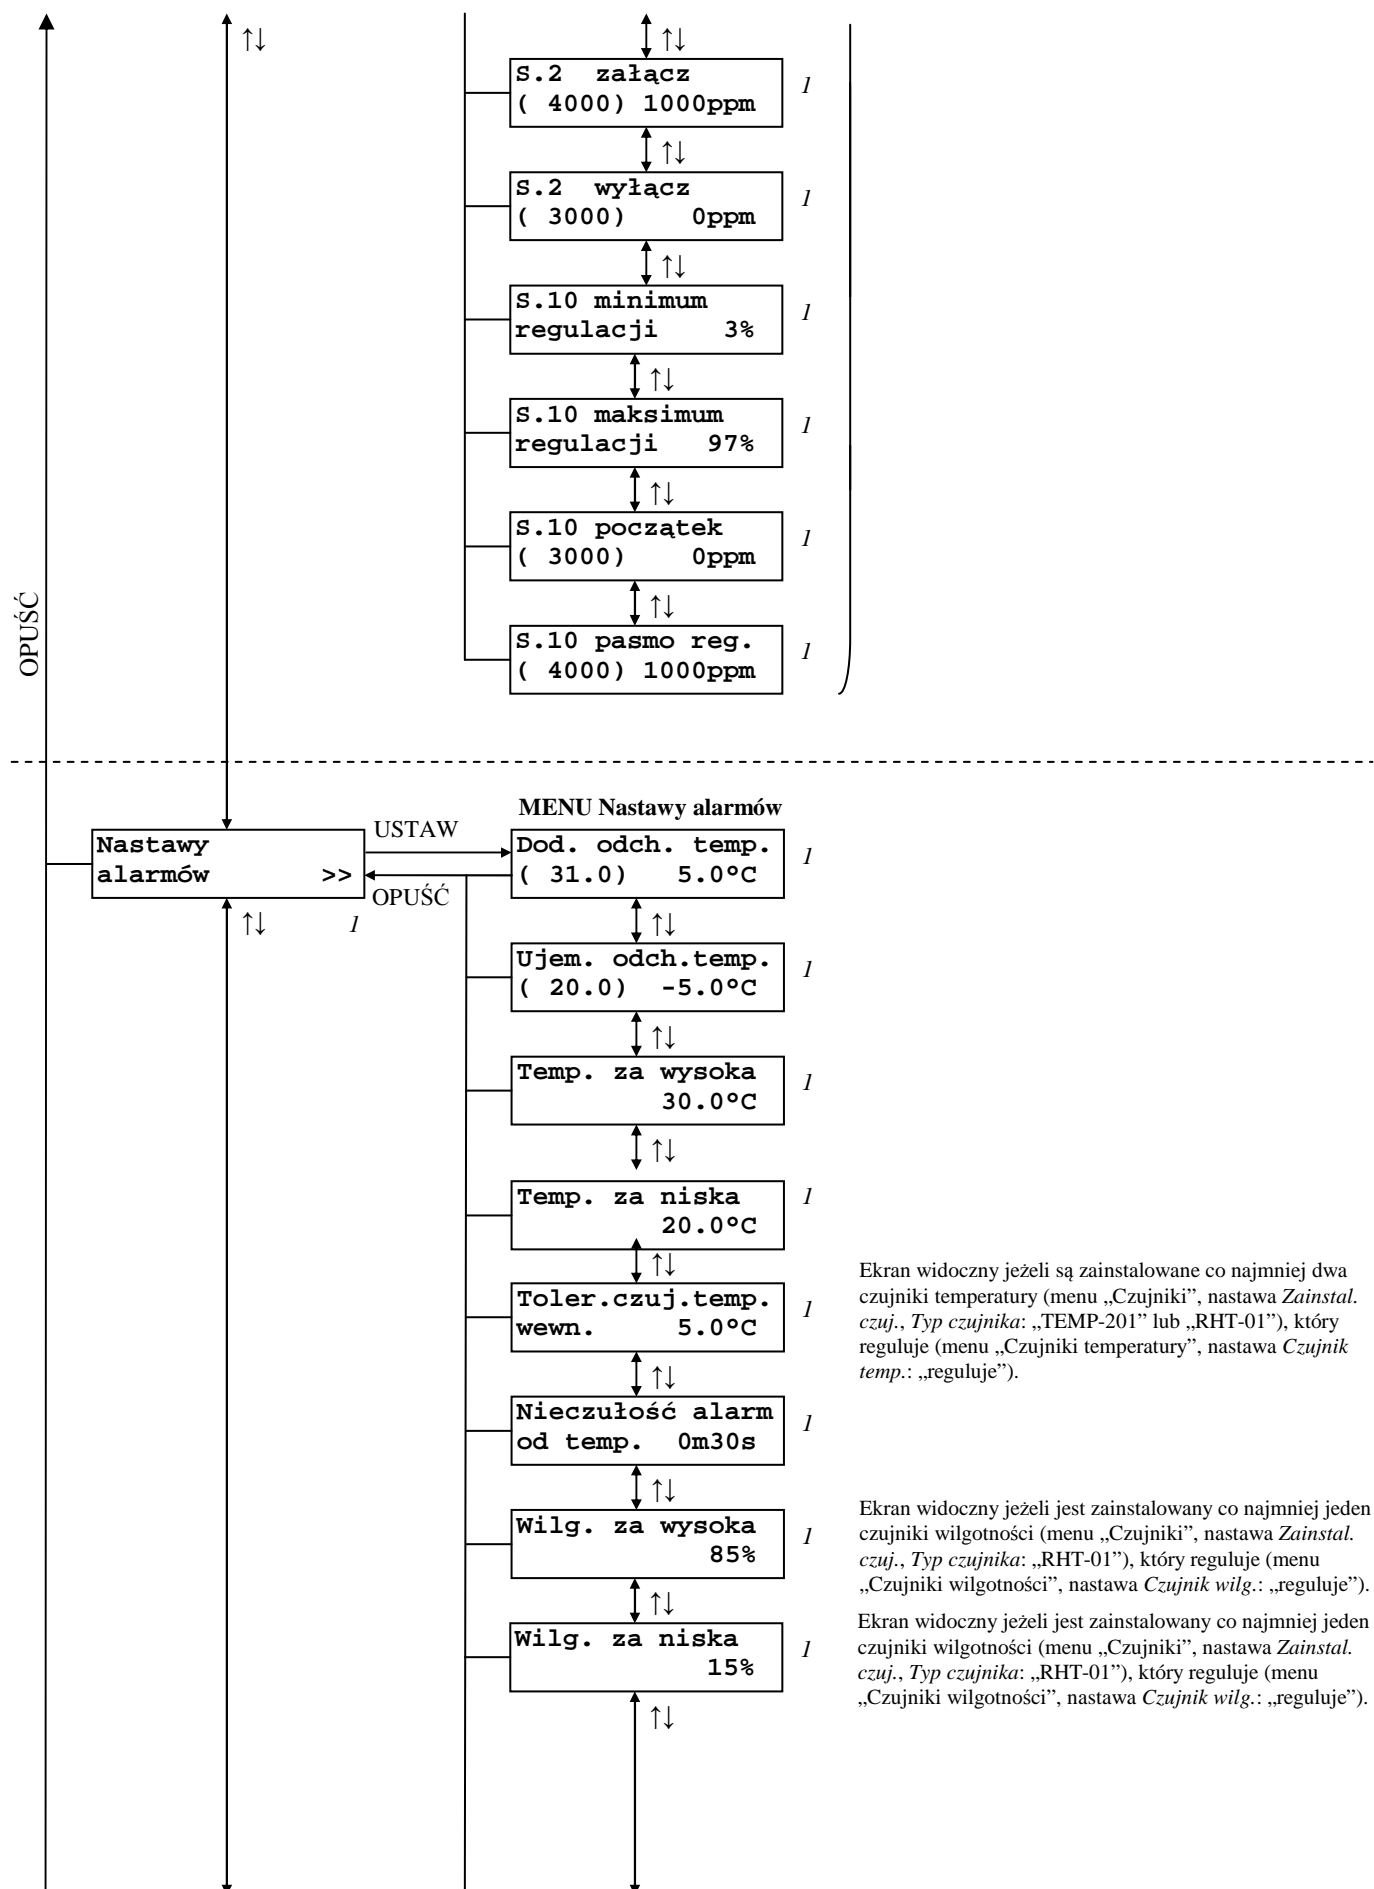 ↑↓
↑↓
S.2 załącz
( 4000) 1000ppm
1
↑↓
S.2 wyłącz
( 3000) 0ppm
1
↑↓
S.10 minimum
regulacji 3%
1
↑↓
S.10 maksimum
regulacji 97%
1
↑↓
S.10 początek
( 3000) 0ppm
1
↑↓
S.10 pasmo reg.
( 4000) 1000ppm
1
OPUŚĆ
MENU Nastawy alarmów
Nastawy
alarmów >>
1
USTAW
OPUŚĆ
↑↓
Dod. odch. temp.
( 31.0) 5.0°C
1
↑↓
Ujem. odch.temp.
( 20.0) -5.0°C
1
↑↓
Temp. za wysoka
30.0°C
1
↑↓
Temp. za niska
20.0°C
1
↑↓
Toler.czuj.temp.
wewn. 5.0°C
1
Ekran widoczny jeżeli są zainstalowane co najmniej dwa
czujniki temperatury (menu „Czujniki”, nastawa Zainstal.
czuj., Typ czujnika: „TEMP-201” lub „RHT-01”), który
reguluje (menu „Czujniki temperatury”, nastawa Czujnik
temp.: „reguluje”).
↑↓
Nieczułość alarm
od temp. 0m30s
1
↑↓
Wilg. za wysoka
85%
1
Ekran widoczny jeżeli jest zainstalowany co najmniej jeden
czujniki wilgotności (menu „Czujniki”, nastawa Zainstal.
czuj., Typ czujnika: „RHT-01”), który reguluje (menu
„Czujniki wilgotności”, nastawa Czujnik wilg.: „reguluje”).
↑↓
Wilg. za niska
15%
1
Ekran widoczny jeżeli jest zainstalowany co najmniej jeden
czujniki wilgotności (menu „Czujniki”, nastawa Zainstal.
czuj., Typ czujnika: „RHT-01”), który reguluje (menu
„Czujniki wilgotności”, nastawa Czujnik wilg.: „reguluje”).
↑↓